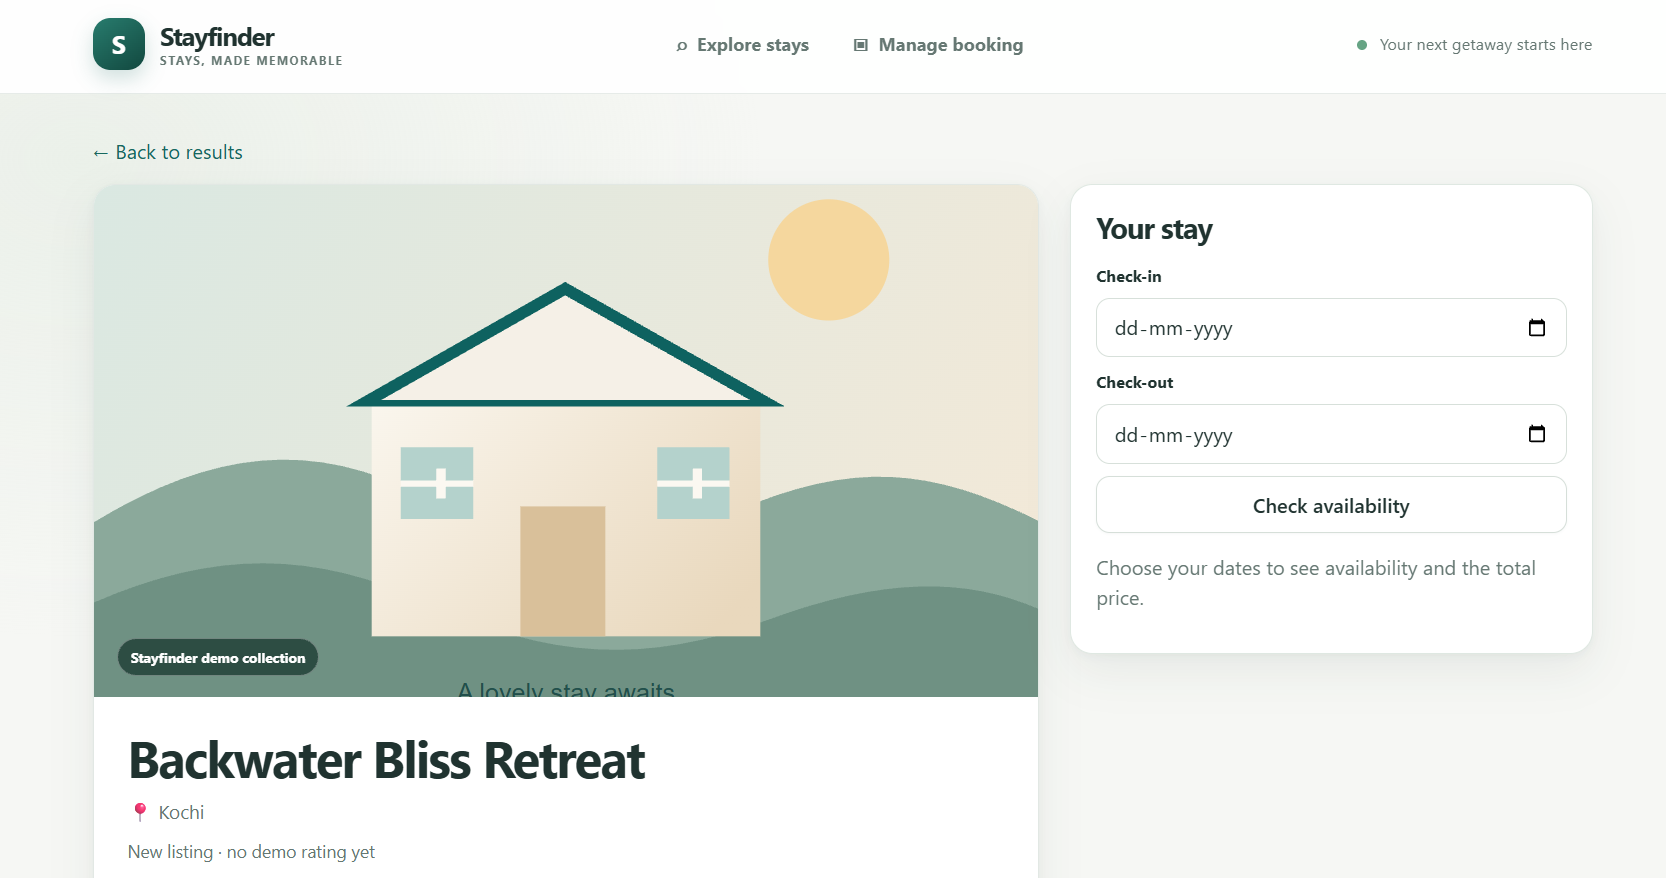 S
Stayfinder
STAYS, MADE MEMORABLE
Explore stays
Manage booking
Your next getaway starts here
← Back to results
Stayfinder demo collection
A lovely stay awaits
Backwater Bliss Retreat
Kochi
New listing · no demo rating yet
Your stay
Check-in
dd-mm-yyyy
Check-out
dd-mm-yyyy
Check availability
Choose your dates to see availability and the total
price.